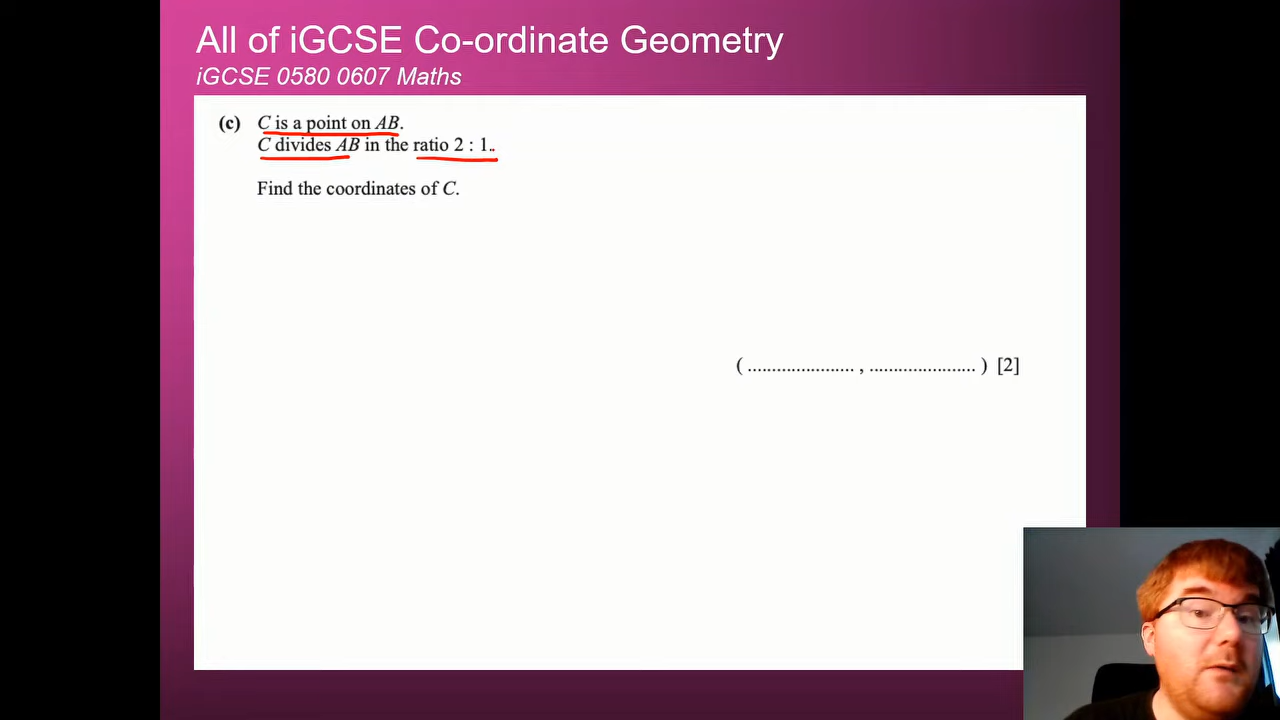 All of iGCSE Co-ordinate Geometry
iGCSE 0580 0607 Maths
(c) C is a point on AB.
C divides AB in the ratio 2 : 1..
Find the coordinates of C.
( ...................... , ...................... ) [2]